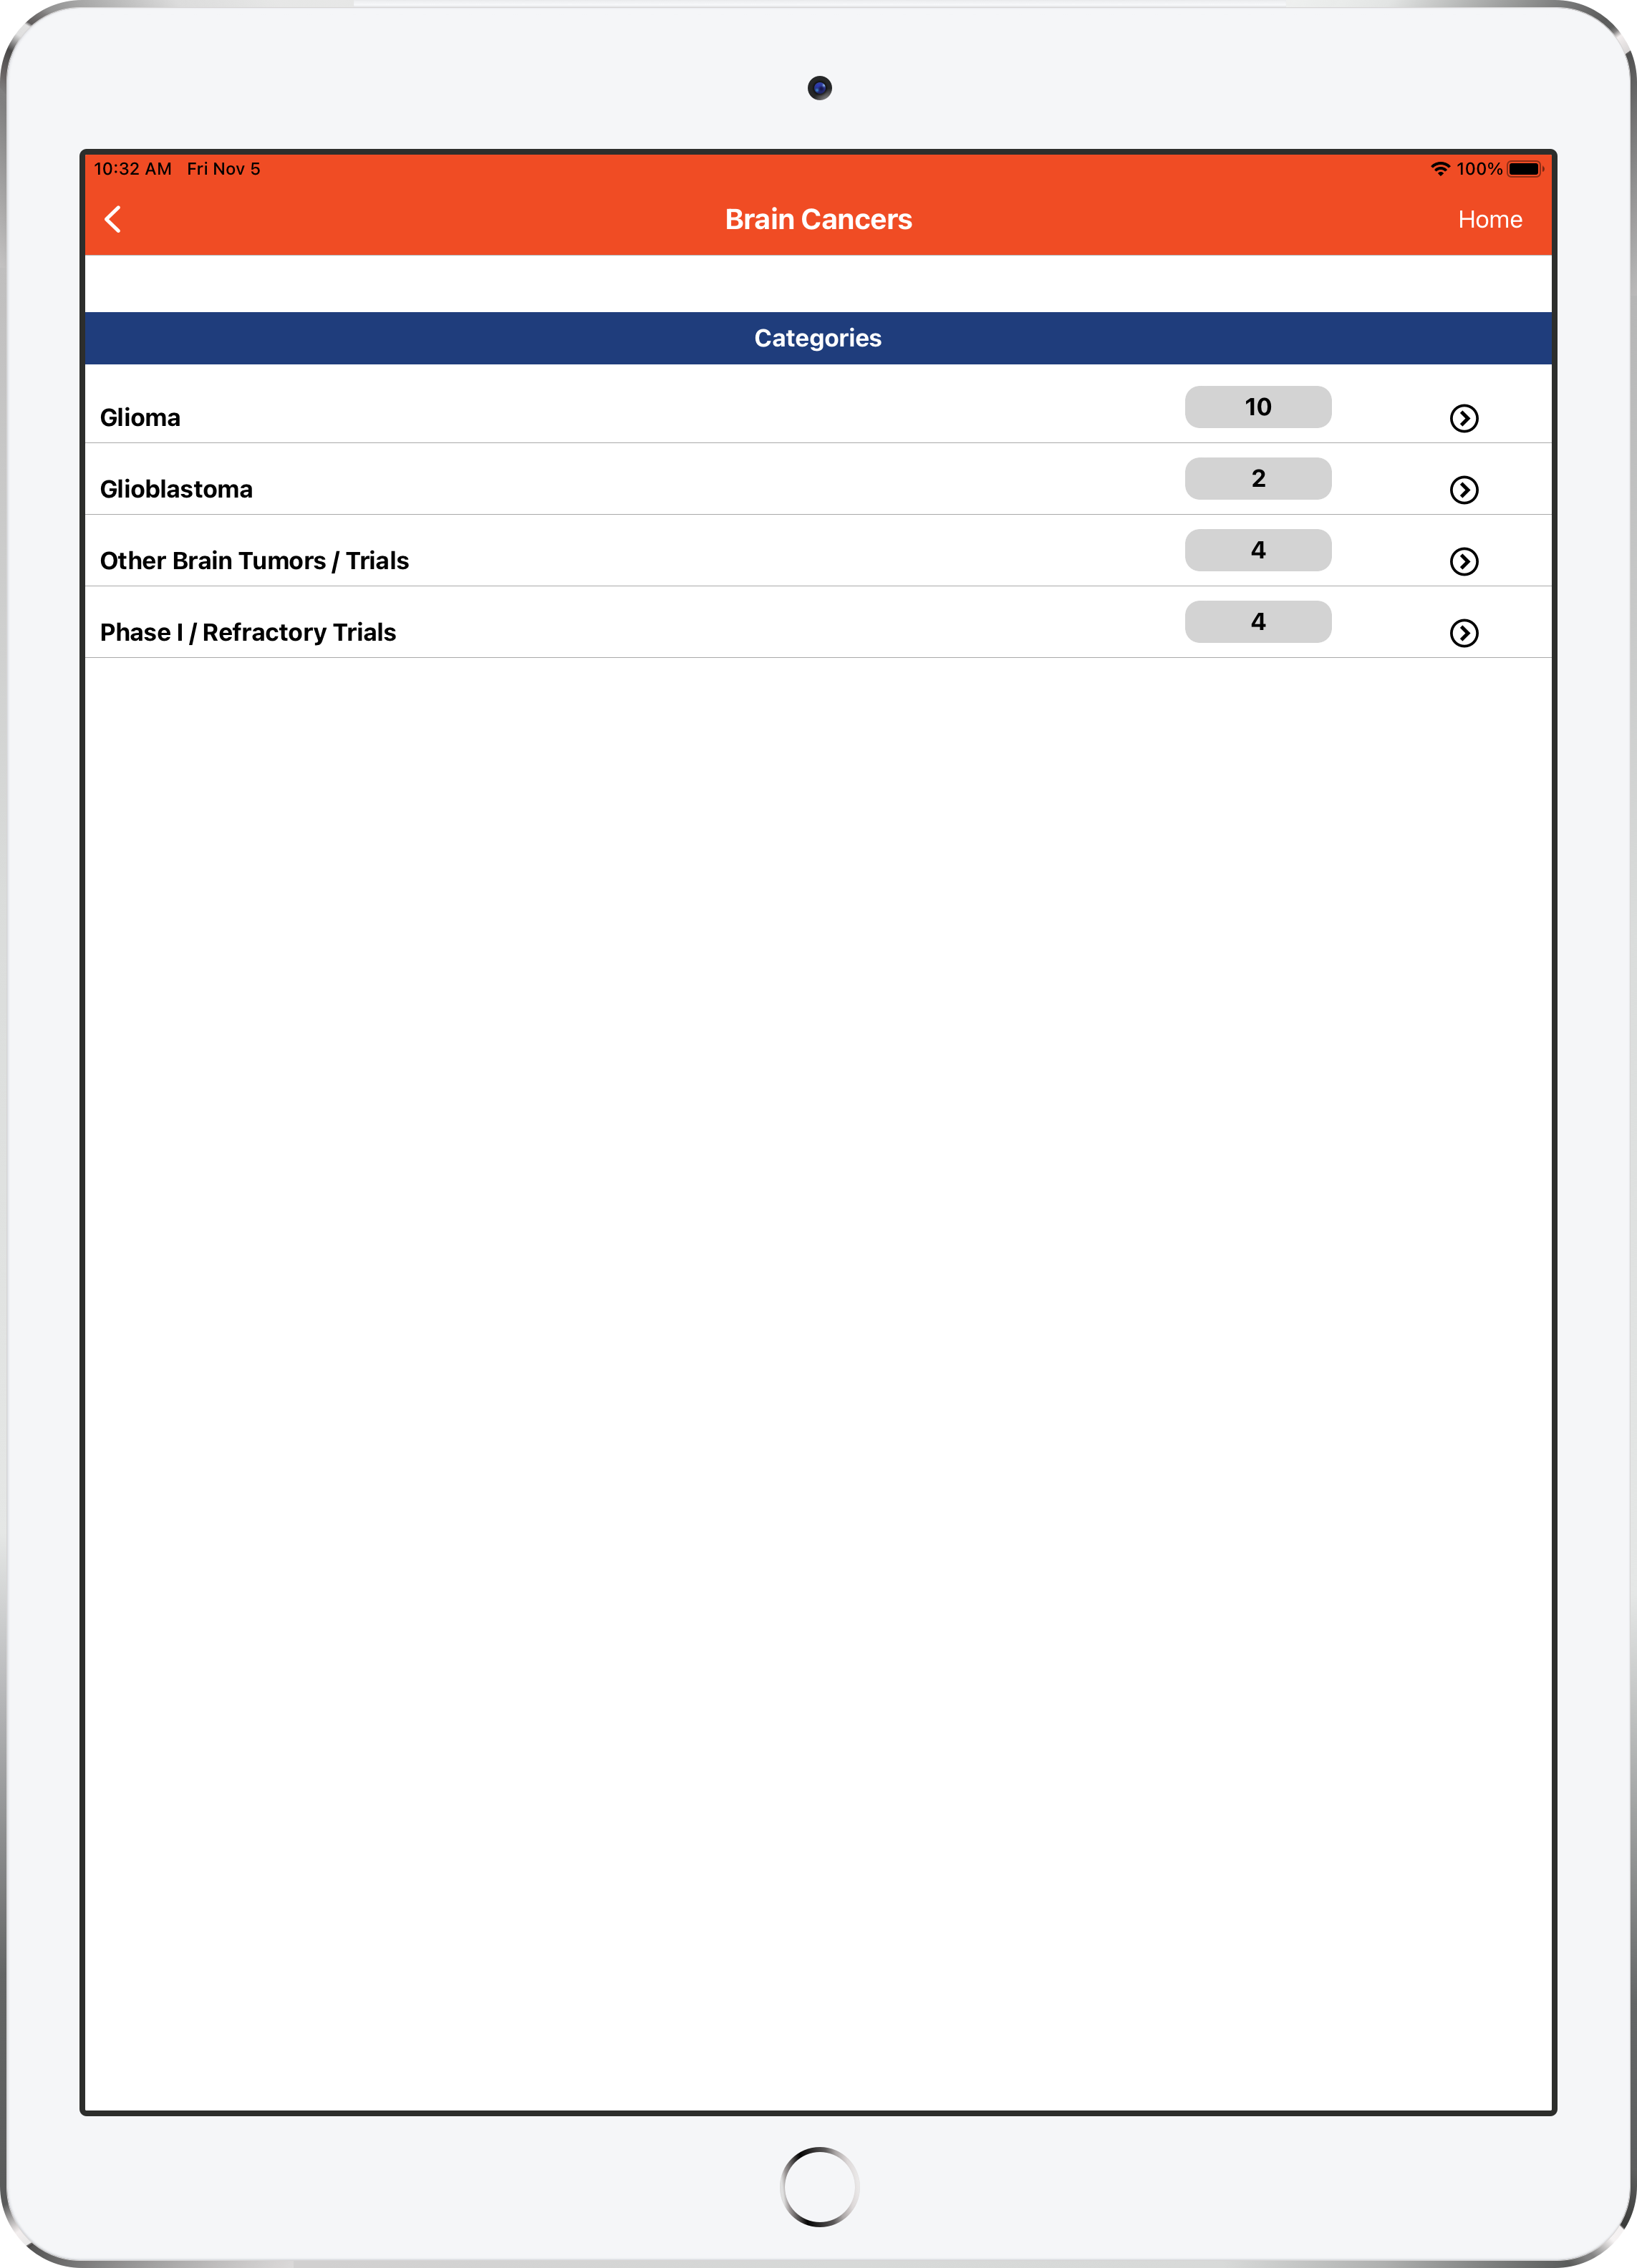 10:32 AM Fri Nov 5 100%
Brain Cancers Home
Categories
Glioma 10
Glioblastoma 2
Other Brain Tumors / Trials 4
Phase I / Refractory Trials 4